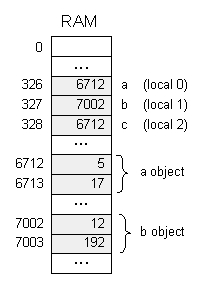 RAM
0
...
326 6712 a (local 0)
327 7002 b (local 1)
328 6712 c (local 2)
...
6712 5
a object
6713 17
...
7002 12
b object
7003 192
...